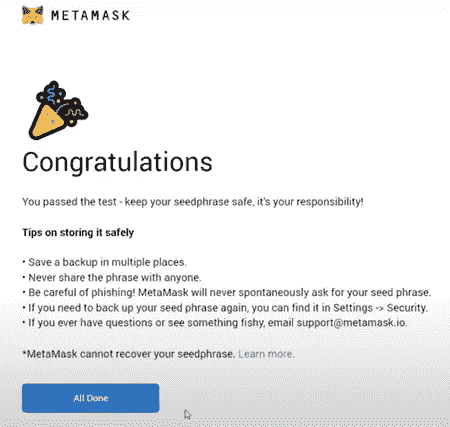 METAMASK
Congratulations
You passed the test - keep your seedphrase safe, it's your responsibility!
Tips on storing it safely
• Save a backup in multiple places.
• Never share the phrase with anyone.
• Be careful of phishing! MetaMask will never spontaneously ask for your seed phrase.
• If you need to back up your seed phrase again, you can find it in Settings -> Security.
• If you ever have questions or see something fishy, email support@metamask.io.
*MetaMask cannot recover your seedphrase. Learn more.
All Done